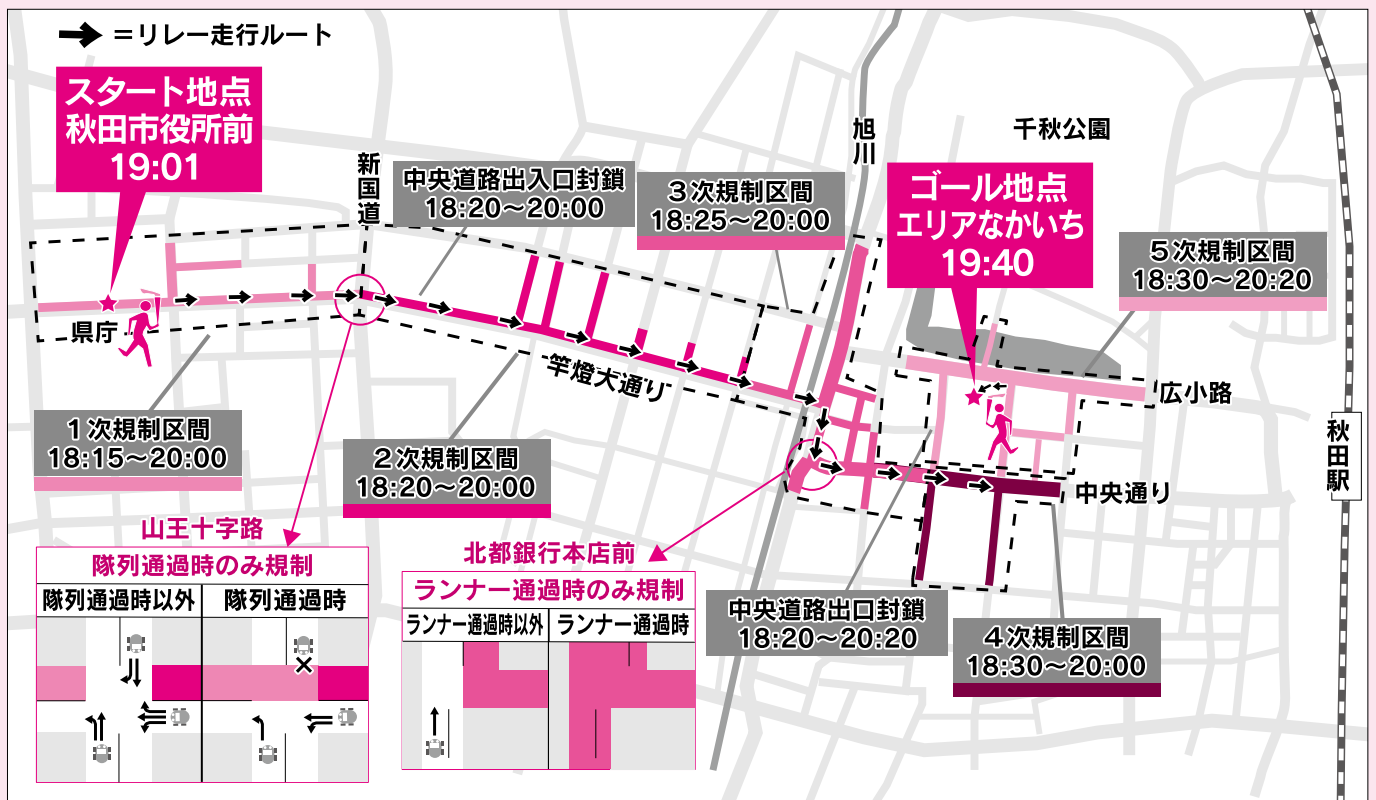 =リレー走行ルート
スタート地点
秋田市役所前
19:01
新国道
中央道路出入口封鎖
18:20〜20:00
3次規制区間
18:25〜20:00
旭川
千秋公園
ゴール地点
エリアなかいち
19:40
5次規制区間
18:30〜20:20
県庁
竿燈大通り
広小路
秋田駅
1次規制区間
18:15〜20:00
2次規制区間
18:20〜20:00
中央通り
山王十字路
隊列通過時のみ規制
隊列通過時以外
隊列通過時
北都銀行本店前
ランナー通過時のみ規制
ランナー通過時以外
ランナー通過時
中央道路出口封鎖
18:20〜20:20
4次規制区間
18:30〜20:00